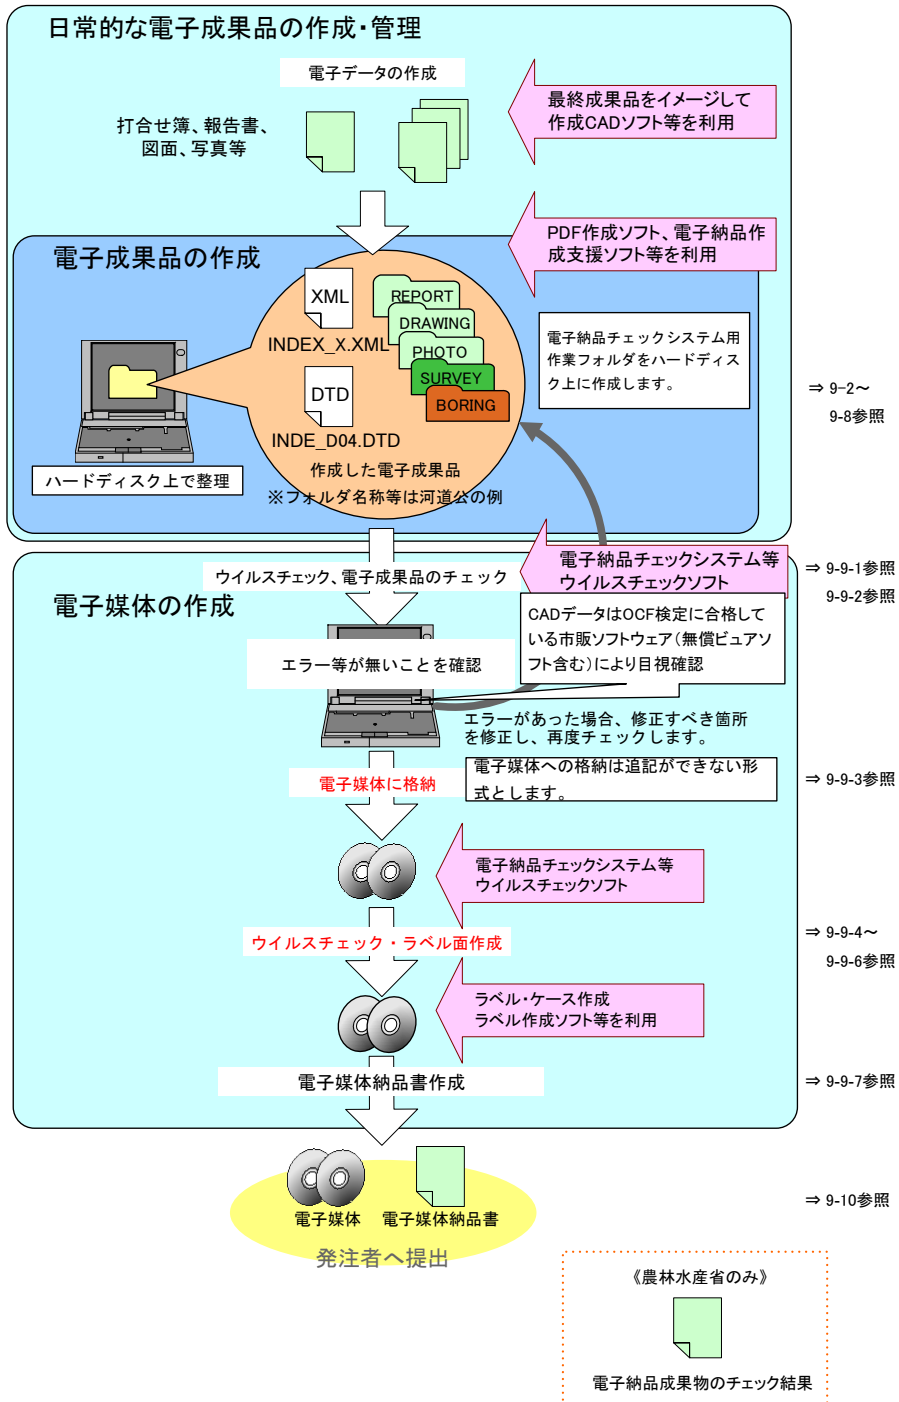 日常的な電子成果品の作成・管理
電子データの作成
打合せ簿、報告書、
図面、写真等
最終成果品をイメージして
作成CADソフト等を利用
PDF作成ソフト、電子納品作
成支援ソフト等を利用
電子成果品の作成
XML
INDEX_X.XML
DTD
INDE_D04.DTD
REPORT
DRAWING
PHOTO
SURVEY
BORING
作成した電子成果品
※フォルダ名称等は河道公の例
ハードディスク上で整理
電子納品チェックシステム用
作業フォルダをハードディス
ク上に作成します。
⇒ 9-2～
9-8参照
電子媒体の作成
ウイルスチェック、電子成果品のチェック
電子納品チェックシステム等
ウイルスチェックソフト
⇒ 9-9-1参照
9-9-2参照
CADデータはOCF検定に合格して
いる市販ソフトウェア（無償ビュアソ
フト含む）により目視確認
エラー等が無いことを確認
エラーがあった場合、修正すべき箇所
を修正し、再度チェックします。
電子媒体に格納
電子媒体への格納は追記ができない形
式とします。
⇒ 9-9-3参照
電子納品チェックシステム等
ウイルスチェックソフト
ウイルスチェック・ラベル面作成
⇒ 9-9-4～
9-9-6参照
ラベル・ケース作成
ラベル作成ソフト等を利用
電子媒体納品書作成
⇒ 9-9-7参照
電子媒体
電子媒体納品書
発注者へ提出
⇒ 9-10参照
《農林水産省のみ》
電子納品成果物のチェック結果